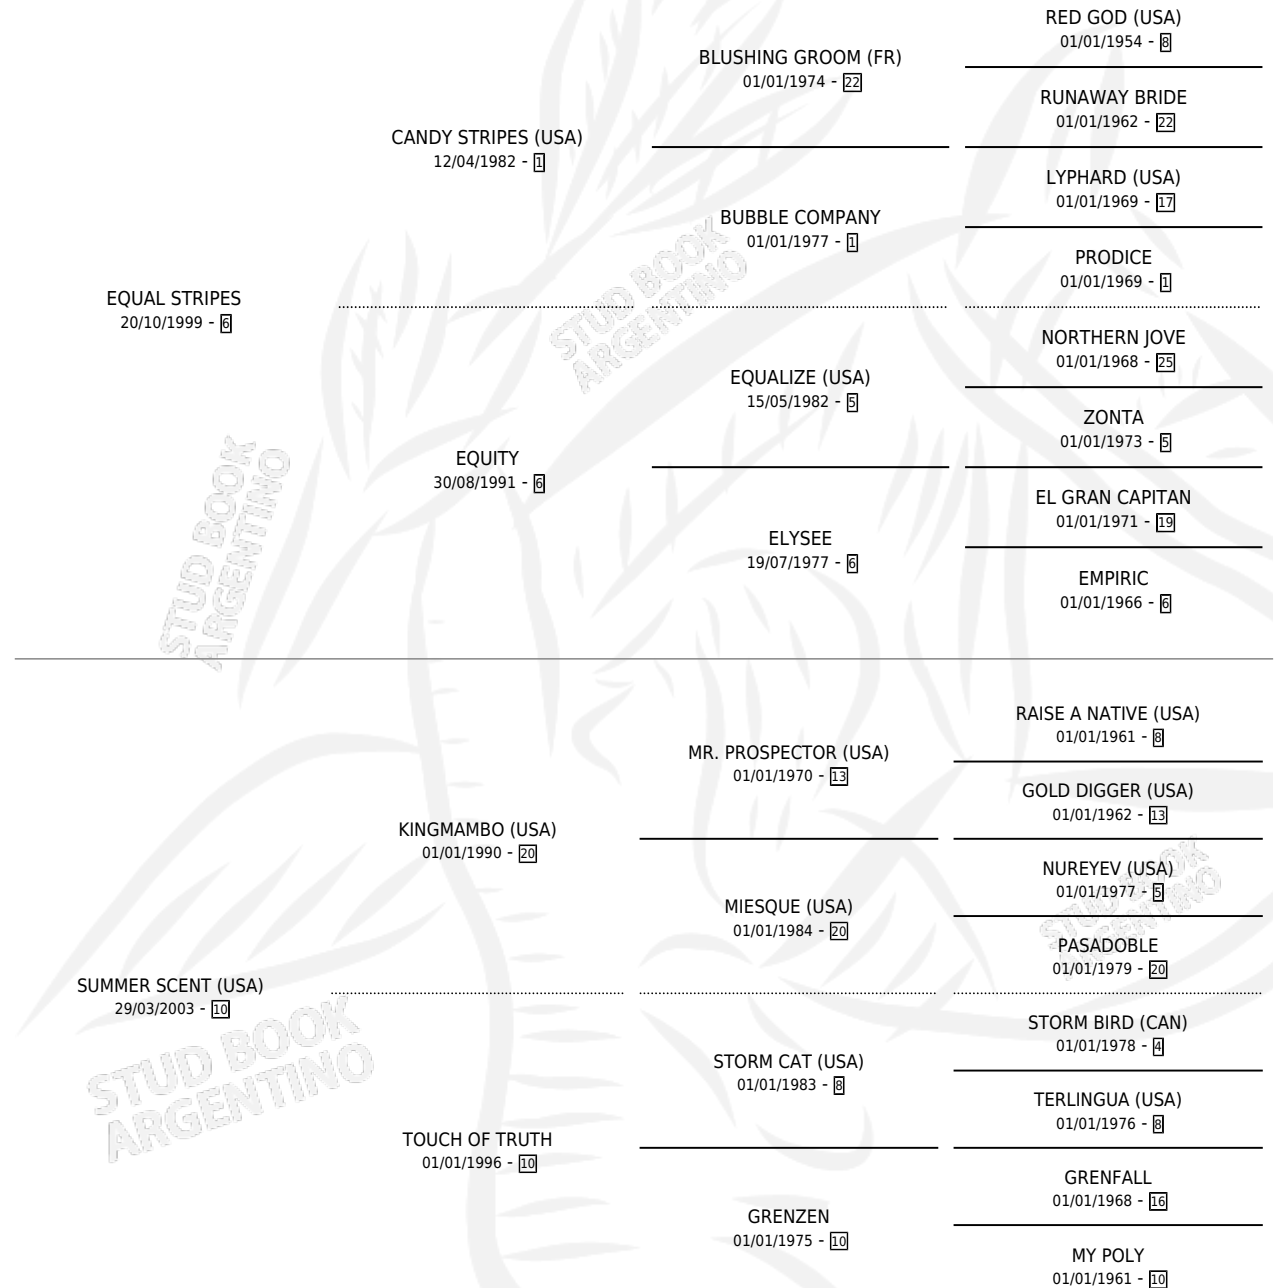 RED GOD (USA)
01/01/1954 - 8
BLUSHING GROOM (FR)
01/01/1974 - 22
RUNAWAY BRIDE
01/01/1962 - 22
CANDY STRIPES (USA)
12/04/1982 - 1
LYPHARD (USA)
01/01/1969 - 17
BUBBLE COMPANY
01/01/1977 - 1
PRODICE
01/01/1969 - 1
EQUAL STRIPES
20/10/1999 - 6
NORTHERN JOVE
01/01/1968 - 25
EQUALIZE (USA)
15/05/1982 - 5
ZONTA
01/01/1973 - 5
EQUITY
30/08/1991 - 6
EL GRAN CAPITAN
01/01/1971 - 19
ELYSEE
19/07/1977 - 6
EMPIRIC
01/01/1966 - 6
STUD BOOK
ARGENTINO
STUD BOOK
ARGENTINO
RAISE A NATIVE (USA)
01/01/1961 - 8
MR. PROSPECTOR (USA)
01/01/1970 - 13
GOLD DIGGER (USA)
01/01/1962 - 13
KINGMAMBO (USA)
01/01/1990 - 20
NUREYEV (USA)
01/01/1977 - 5
MIESQUE (USA)
01/01/1984 - 20
PASADOBLE
01/01/1979 - 20
SUMMER SCENT (USA)
29/03/2003 - 10
STORM BIRD (CAN)
01/01/1978 - 4
STORM CAT (USA)
01/01/1983 - 8
TERLINGUA (USA)
01/01/1976 - 8
TOUCH OF TRUTH
01/01/1996 - 10
GRENFALL
01/01/1968 - 16
GRENZEN
01/01/1975 - 10
MY POLY
01/01/1961 - 10
STUD BOOK
ARGENTINO
STUD BOOK
ARGENTINO